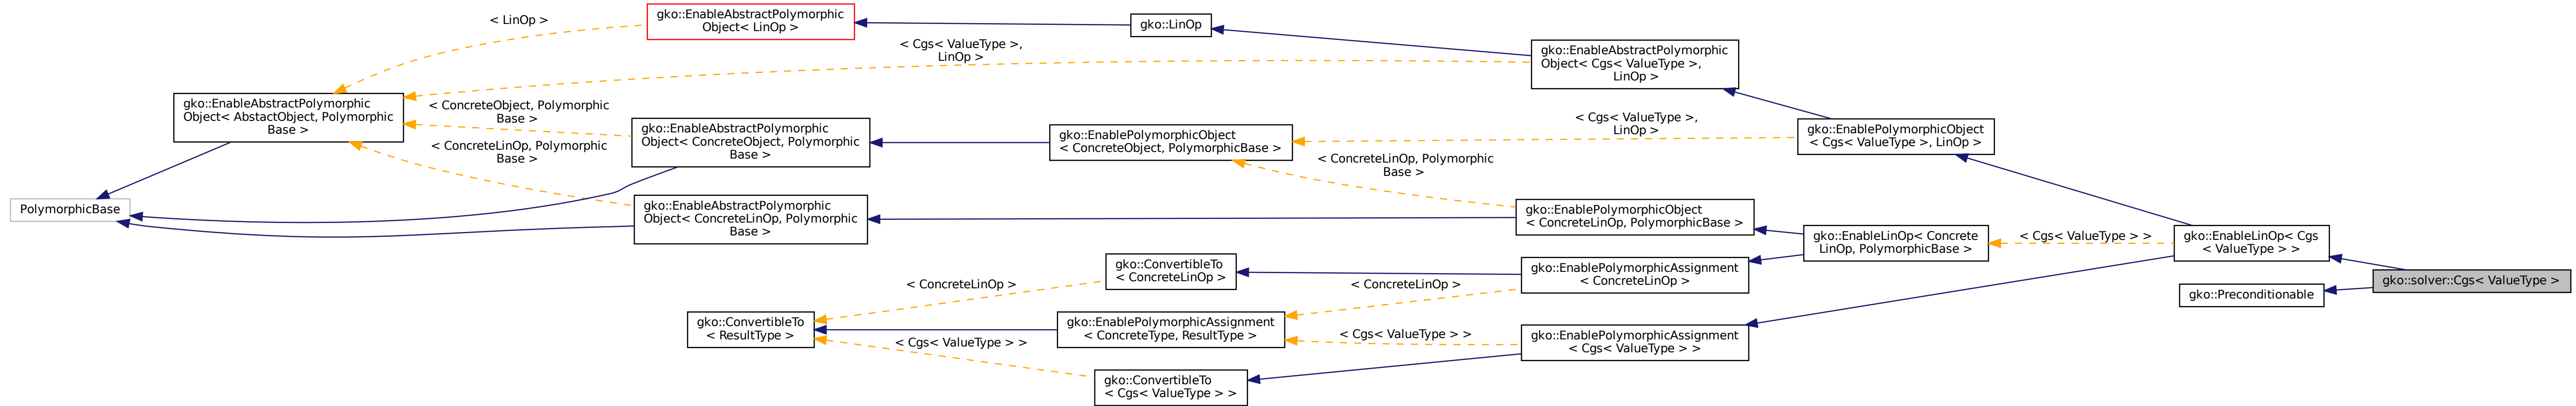 PolymorphicBase
gko::EnableAbstractPolymorphic
Object< AbstactObject, Polymorphic
Base >
< LinOp >
< ConcreteObject, Polymorphic
Base >
< ConcreteLinOp, Polymorphic
Base >
gko::EnableAbstractPolymorphic
Object< LinOp >
gko::EnableAbstractPolymorphic
Object< ConcreteObject, Polymorphic
Base >
gko::EnableAbstractPolymorphic
Object< ConcreteLinOp, Polymorphic
Base >
gko::ConvertibleTo
< ResultType >
< Cgs< ValueType >,
LinOp >
< ConcreteLinOp >
< Cgs< ValueType > >
gko::LinOp
gko::EnablePolymorphicObject
< ConcreteObject, PolymorphicBase >
gko::ConvertibleTo
< ConcreteLinOp >
gko::EnablePolymorphicAssignment
< ConcreteType, ResultType >
gko::ConvertibleTo
< Cgs< ValueType > >
< ConcreteLinOp, Polymorphic
Base >
< ConcreteLinOp >
< Cgs< ValueType > >
gko::EnableAbstractPolymorphic
Object< Cgs< ValueType >,
LinOp >
< Cgs< ValueType >,
LinOp >
gko::EnablePolymorphicObject
< ConcreteLinOp, PolymorphicBase >
gko::EnablePolymorphicAssignment
< ConcreteLinOp >
gko::EnablePolymorphicAssignment
< Cgs< ValueType > >
gko::EnablePolymorphicObject
< Cgs< ValueType >, LinOp >
gko::EnableLinOp< Concrete
LinOp, PolymorphicBase >
< Cgs< ValueType > >
gko::EnableLinOp< Cgs
< ValueType > >
gko::Preconditionable
gko::solver::Cgs< ValueType >